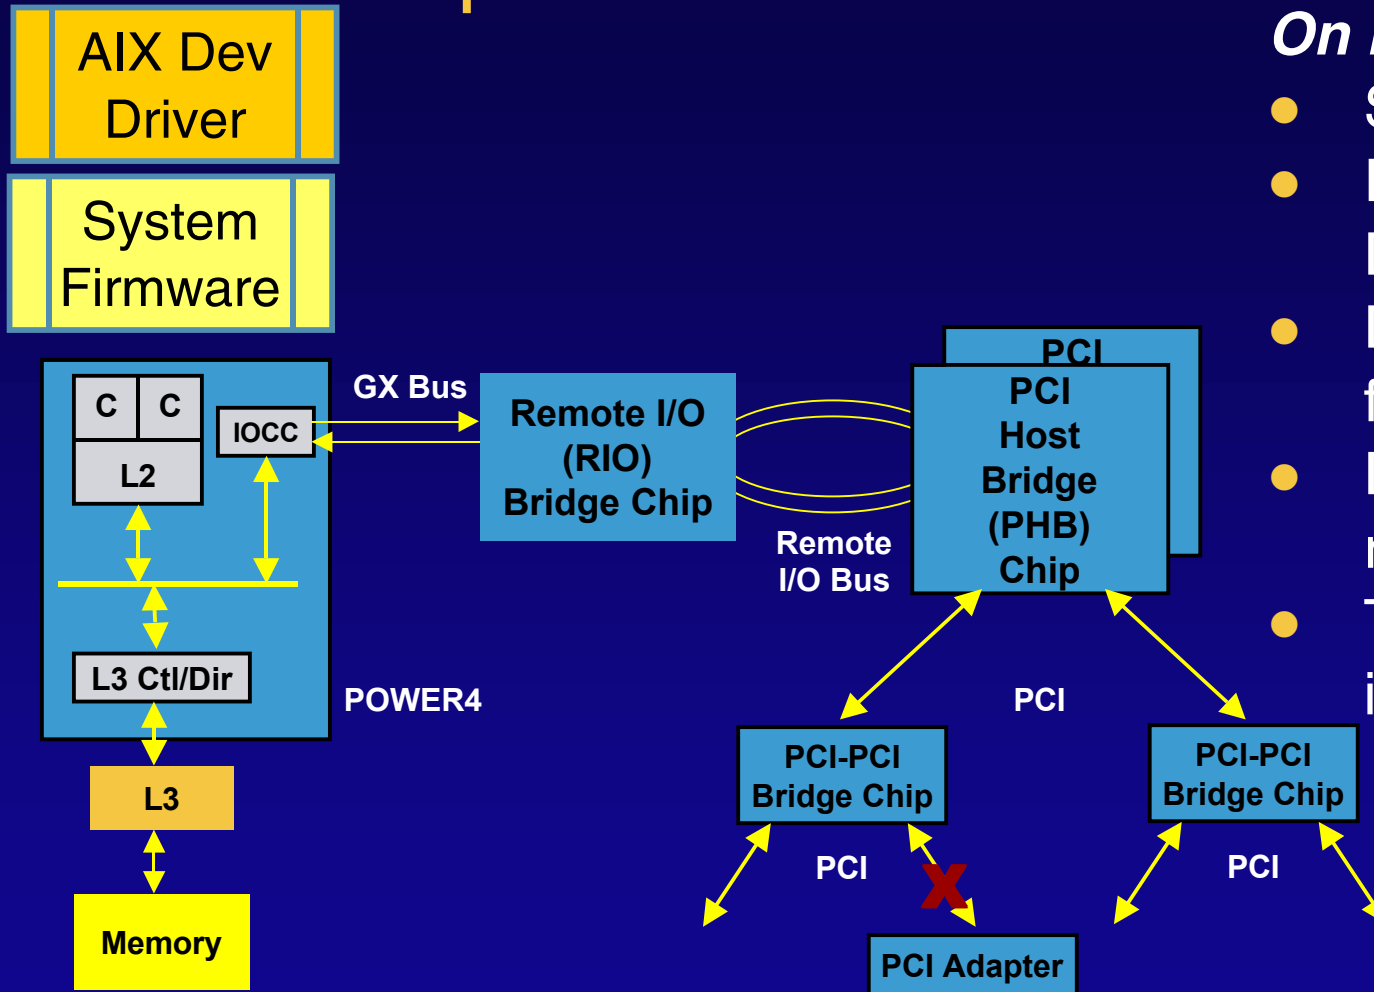 AIX Dev
Driver
System
Firmware
On
C C
L2
IOCC
GX Bus
L3 Ctl/Dir
POWER4
L3
Memory
Remote I/O
(RIO)
Bridge Chip
Remote
I/O Bus
PCI
PCI
Host
Bridge
(PHB)
Chip
PCI
PCI-PCI
Bridge Chip
PCI-PCI
Bridge Chip
PCI
X
PCI
PCI Adapter